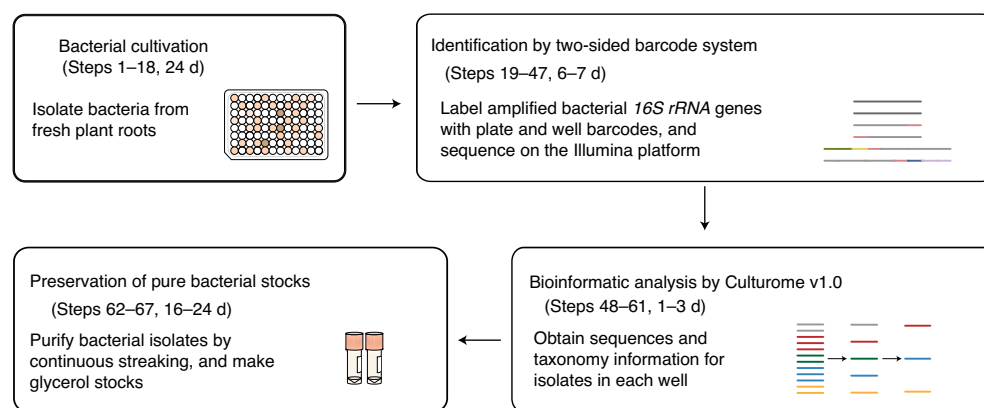 Bacterial cultivation
(Steps 1–18, 24 d)
Isolate bacteria from
fresh plant roots
Identification by two-sided barcode system
(Steps 19–47, 6–7 d)
Label amplified bacterial 16S rRNA genes
with plate and well barcodes, and
sequence on the Illumina platform
Bioinformatic analysis by Culturome v1.0
(Steps 48–61, 1–3 d)
Obtain sequences and
taxonomy information for
isolates in each well
Preservation of pure bacterial stocks
(Steps 62–67, 16–24 d)
Purify bacterial isolates by
continuous streaking, and make
glycerol stocks